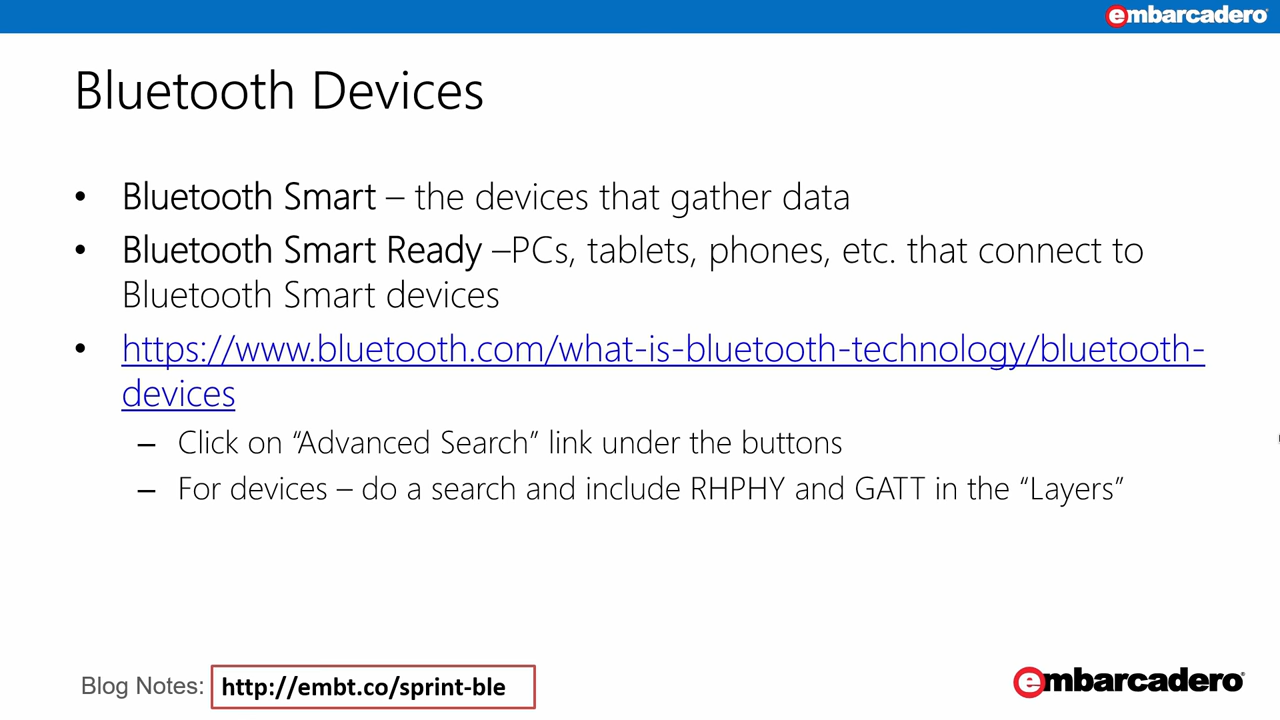 embarcadero
Bluetooth Devices
• Bluetooth Smart – the devices that gather data
• Bluetooth Smart Ready –PCs, tablets, phones, etc. that connect to
Bluetooth Smart devices
• https://www.bluetooth.com/what-is-bluetooth-technology/bluetooth-
devices
– Click on “Advanced Search” link under the buttons
– For devices – do a search and include RHPHY and GATT in the “Layers”
Blog Notes: http://embt.co/sprint-ble
embarcadero